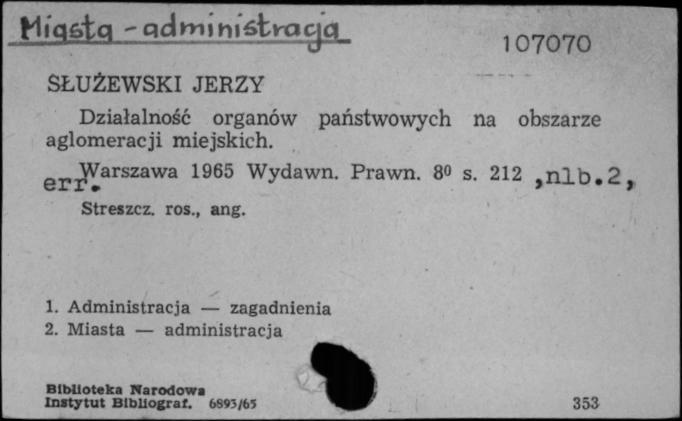 Miasta - administracja
107070
SŁUŻEWSKI JERZY
Działalność organów państwowych na obszarze
aglomeracji miejskich.
Warszawa 1965 Wydawn. Prawn. 8⁰ s. 212 ,nlb.2,
err.
Streszcz. ros., ang.
1. Administracja — zagadnienia
2. Miasta — administracja
Biblioteka Narodowa
Instytut Bibliograf. 6893/65
353